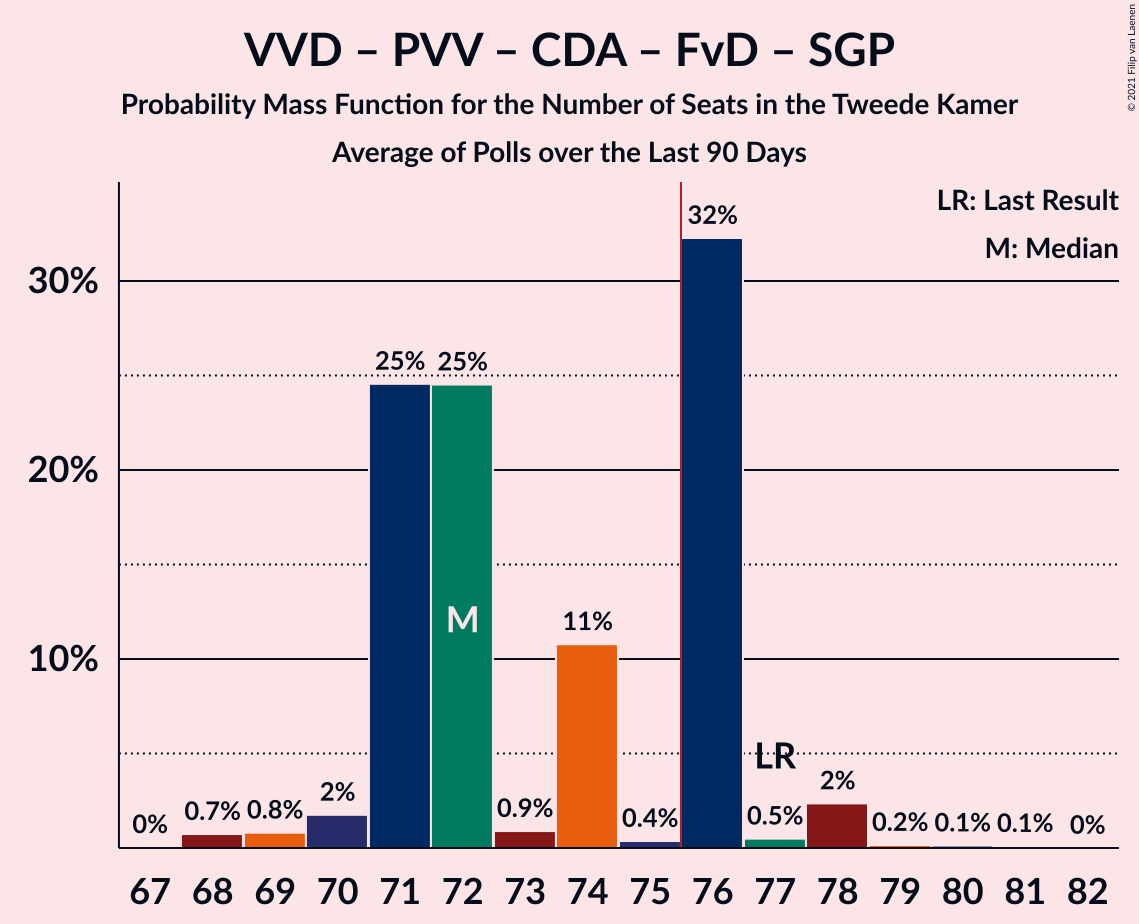 VVD – PVV – CDA – FvD – SGP
Probability Mass Function for the Number of Seats in the Tweede Kamer
Average of Polls over the Last 90 Days
© 2021 Filip van Laenen
LR: Last Result
M: Median
30%
20%
10%
0%
0.7%
0.8%
2%
25%
25%
0.9%
11%
0.4%
32%
0.5%
2%
0.2%
0.1%
0.1%
0%
M
LR
67 68 69 70 71 72 73 74 75 76 77 78 79 80 81 82